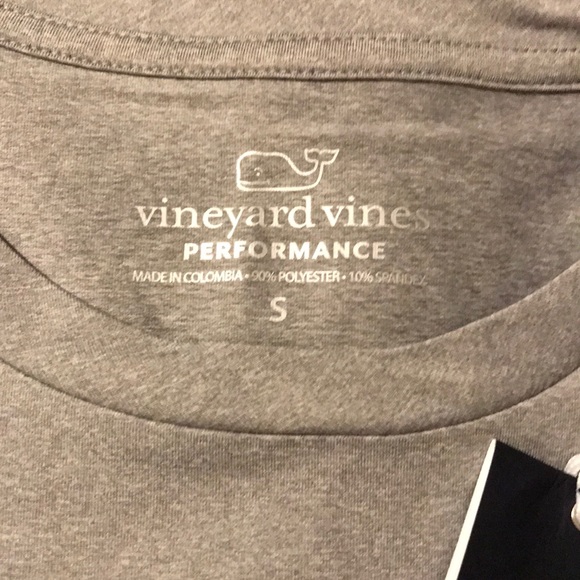 vineyard vines
PERFORMANCE
MADE IN COLOMBIA • 90% POLYESTER • 10% SPANDEX
S